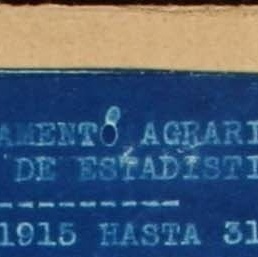 AMENTO AGRARI
DE ESTADISTI
1915 HASTA 31